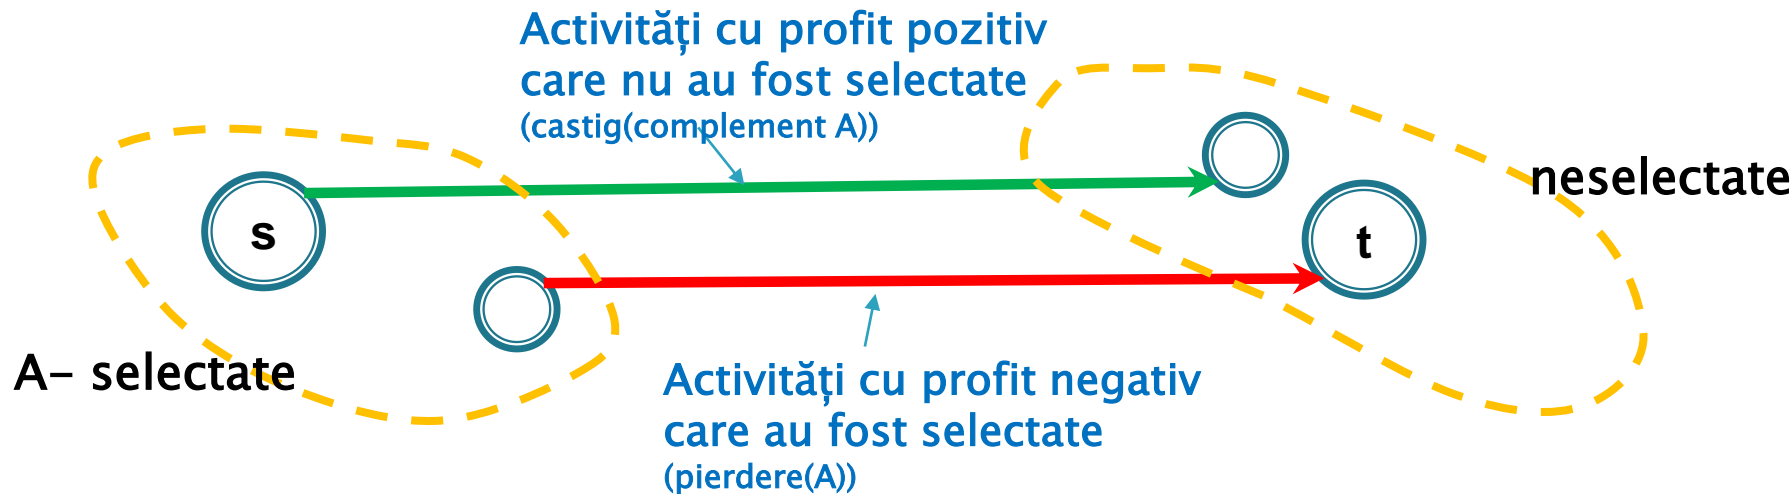 Activități cu profit pozitiv
care nu au fost selectate
(castig(complement A))
neselectate
s
t
A– selectate
Activități cu profit negativ
care au fost selectate
(pierdere(A))